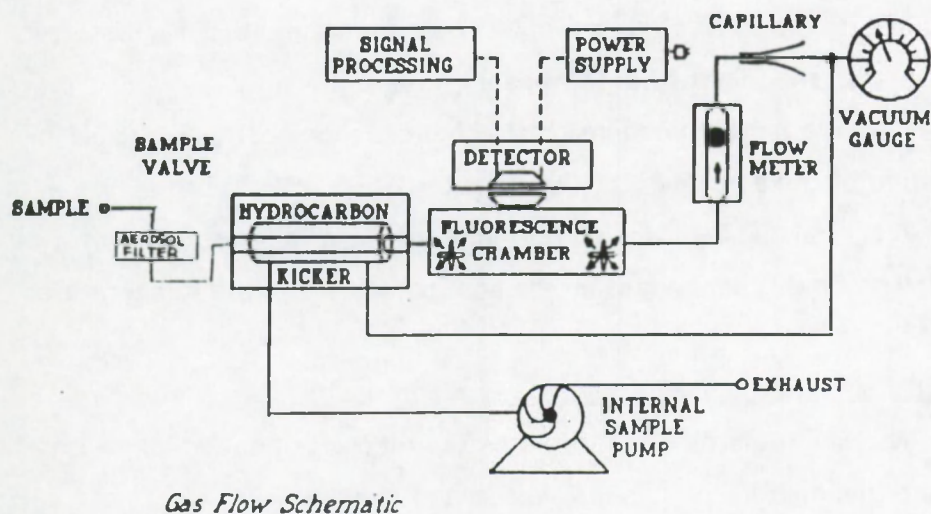 CAPILLARY
SIGNAL
PROCESSING
POWER
SUPPLY
VACUUM
GAUGE
DETECTOR
FLOW
METER
SAMPLE
VALVE
SAMPLE
AEROSOL
FILTER
HYDROCARBON
KICKER
FLUORESCENCE
CHAMBER
EXHAUST
INTERNAL
SAMPLE
PUMP
Gas Flow Schematic